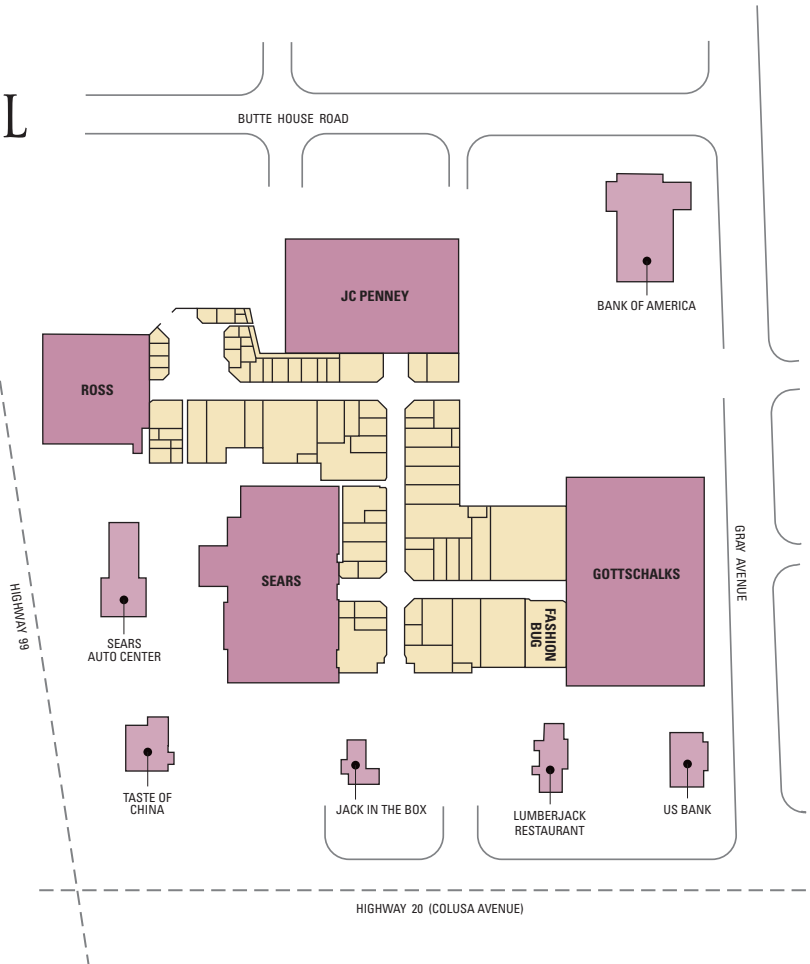 L
BUTTE HOUSE ROAD
BANK OF AMERICA
JC PENNEY
ROSS
SEARS
GOTTSCHALKS
GRAY AVENUE
FASHION
BUG
HIGHWAY 99
SEARS
AUTO CENTER
TASTE OF
CHINA
JACK IN THE BOX
LUMBERJACK
RESTAURANT
US BANK
HIGHWAY 20 (COLUSA AVENUE)